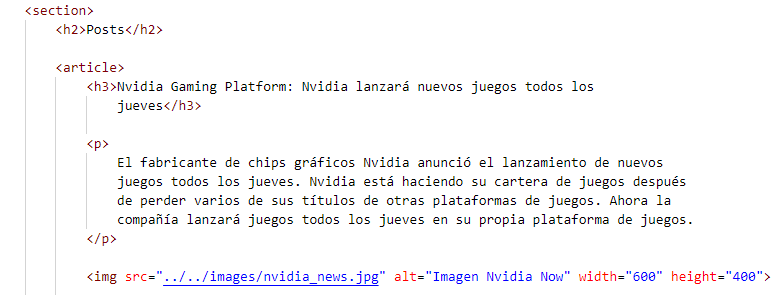 <section>
<h2>Posts</h2>
<article>
<h3>Nvidia Gaming Platform: Nvidia lanzará nuevos juegos todos los
jueves</h3>
<p>
El fabricante de chips gráficos Nvidia anunció el lanzamiento de nuevos
juegos todos los jueves. Nvidia está haciendo su cartera de juegos después
de perder varios de sus títulos de otras plataformas de juegos. Ahora la
compañía lanzará juegos todos los jueves en su propia plataforma de juegos.
</p>
<img src="../../images/nvidia_news.jpg" alt="Imagen Nvidia Now" width="600" height="400">